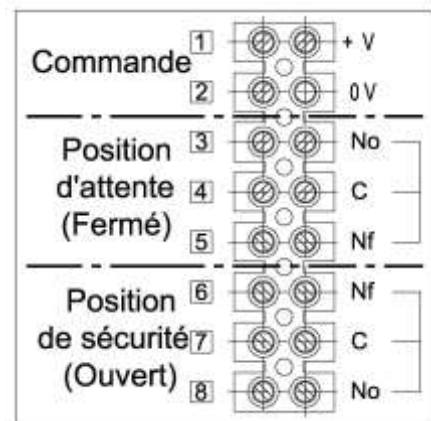 Commande
1 + V
2 0 V
Position d'attente (Fermé)
3 No
4 C
5 Nf
Position de sécurité (Ouvert)
6 Nf
7 C
8 No